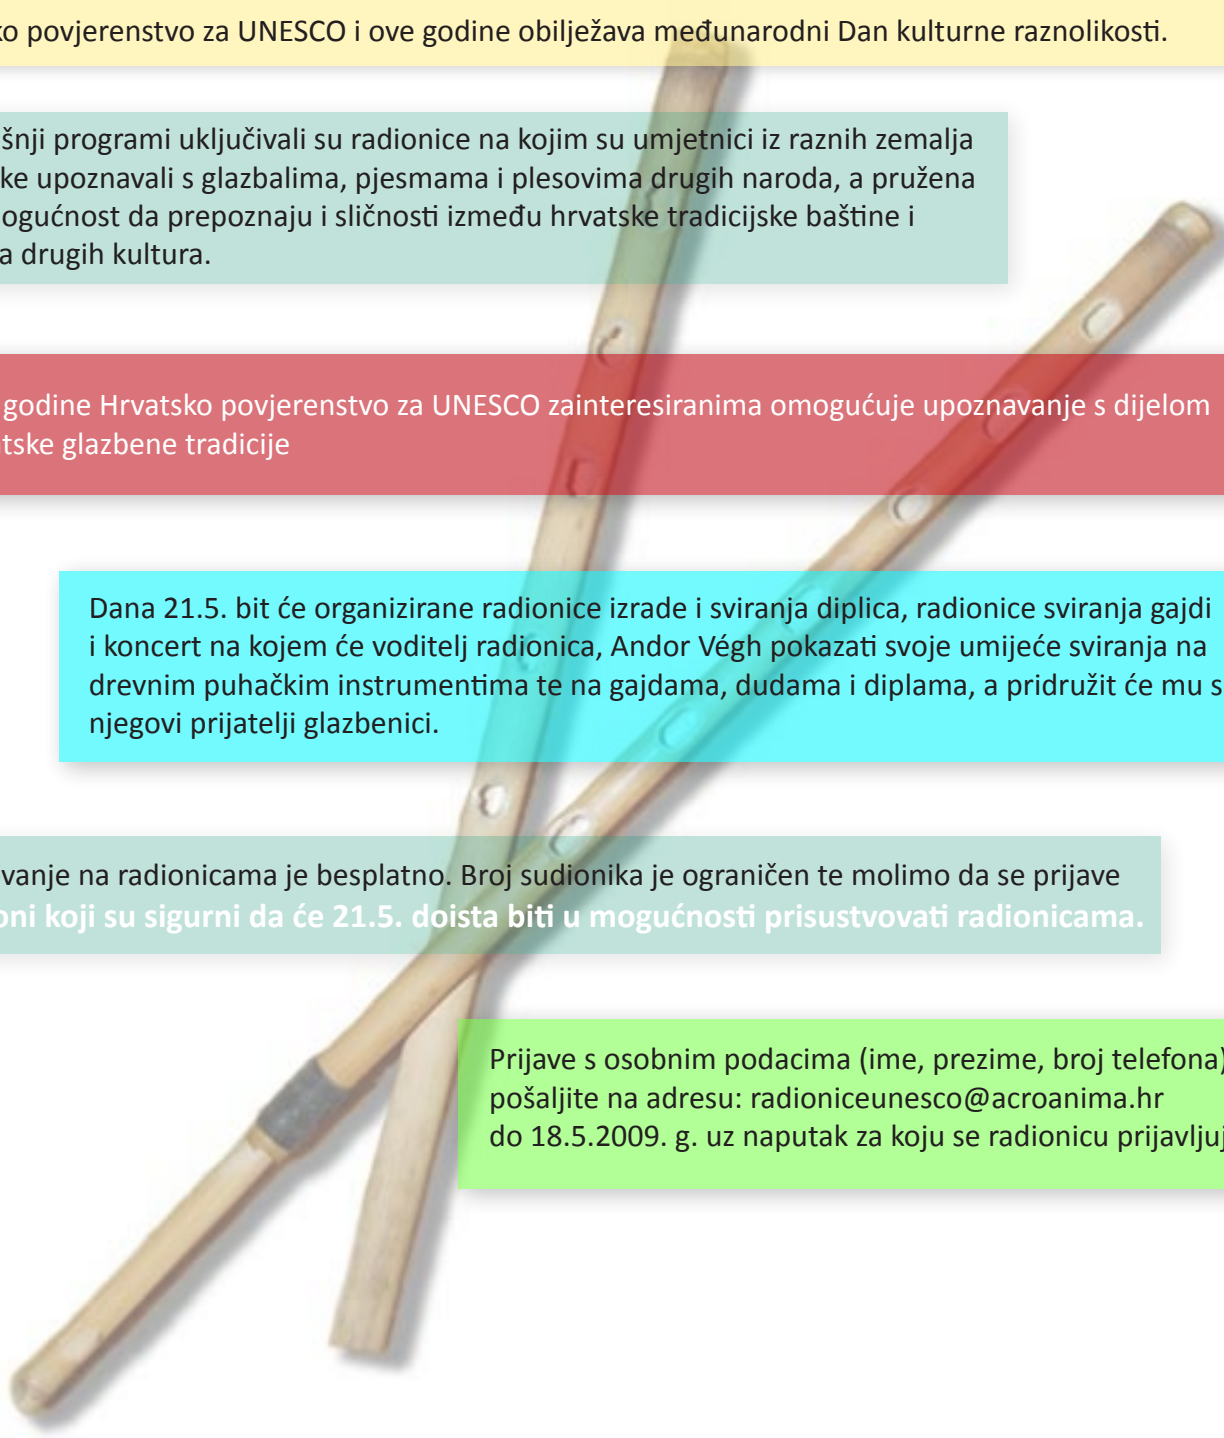 ko povjerenstvo za UNESCO i ove godine obilježava međunarodni Dan kulturne raznolikosti.
šnji programi uključivali su radionice na kojim su umjetnici iz raznih zemalja
ke upoznavali s glazbalima, pjesmama i plesovima drugih naroda, a pružena
ogućnost da prepoznaju i sličnosti između hrvatske tradicijske baštine i
a drugih kultura.
godine Hrvatsko povjerenstvo za UNESCO zainteresiranima omogućuje upoznavanje s dijelom
tske glazbene tradicije
Dana 21.5. bit će organizirane radionice izrade i sviranja diplica, radionice sviranja gajdi
i koncert na kojem će voditelj radionica, Andor Végh pokazati svoje umijeće sviranja na
drevnim puhačkim instrumentima te na gajdama, dudama i diplama, a pridružit će mu s
njegovi prijatelji glazbenici.
vanje na radionicama je besplatno. Broj sudionika je ograničen te molimo da se prijave
oni koji su sigurni da će 21.5. doista biti u mogućnosti prisustvovati radionicama.
Prijave s osobnim podacima (ime, prezime, broj telefona)
pošaljite na adresu: radioniceunesco@acroanima.hr
do 18.5.2009. g. uz naputak za koju se radionicu prijavljuj